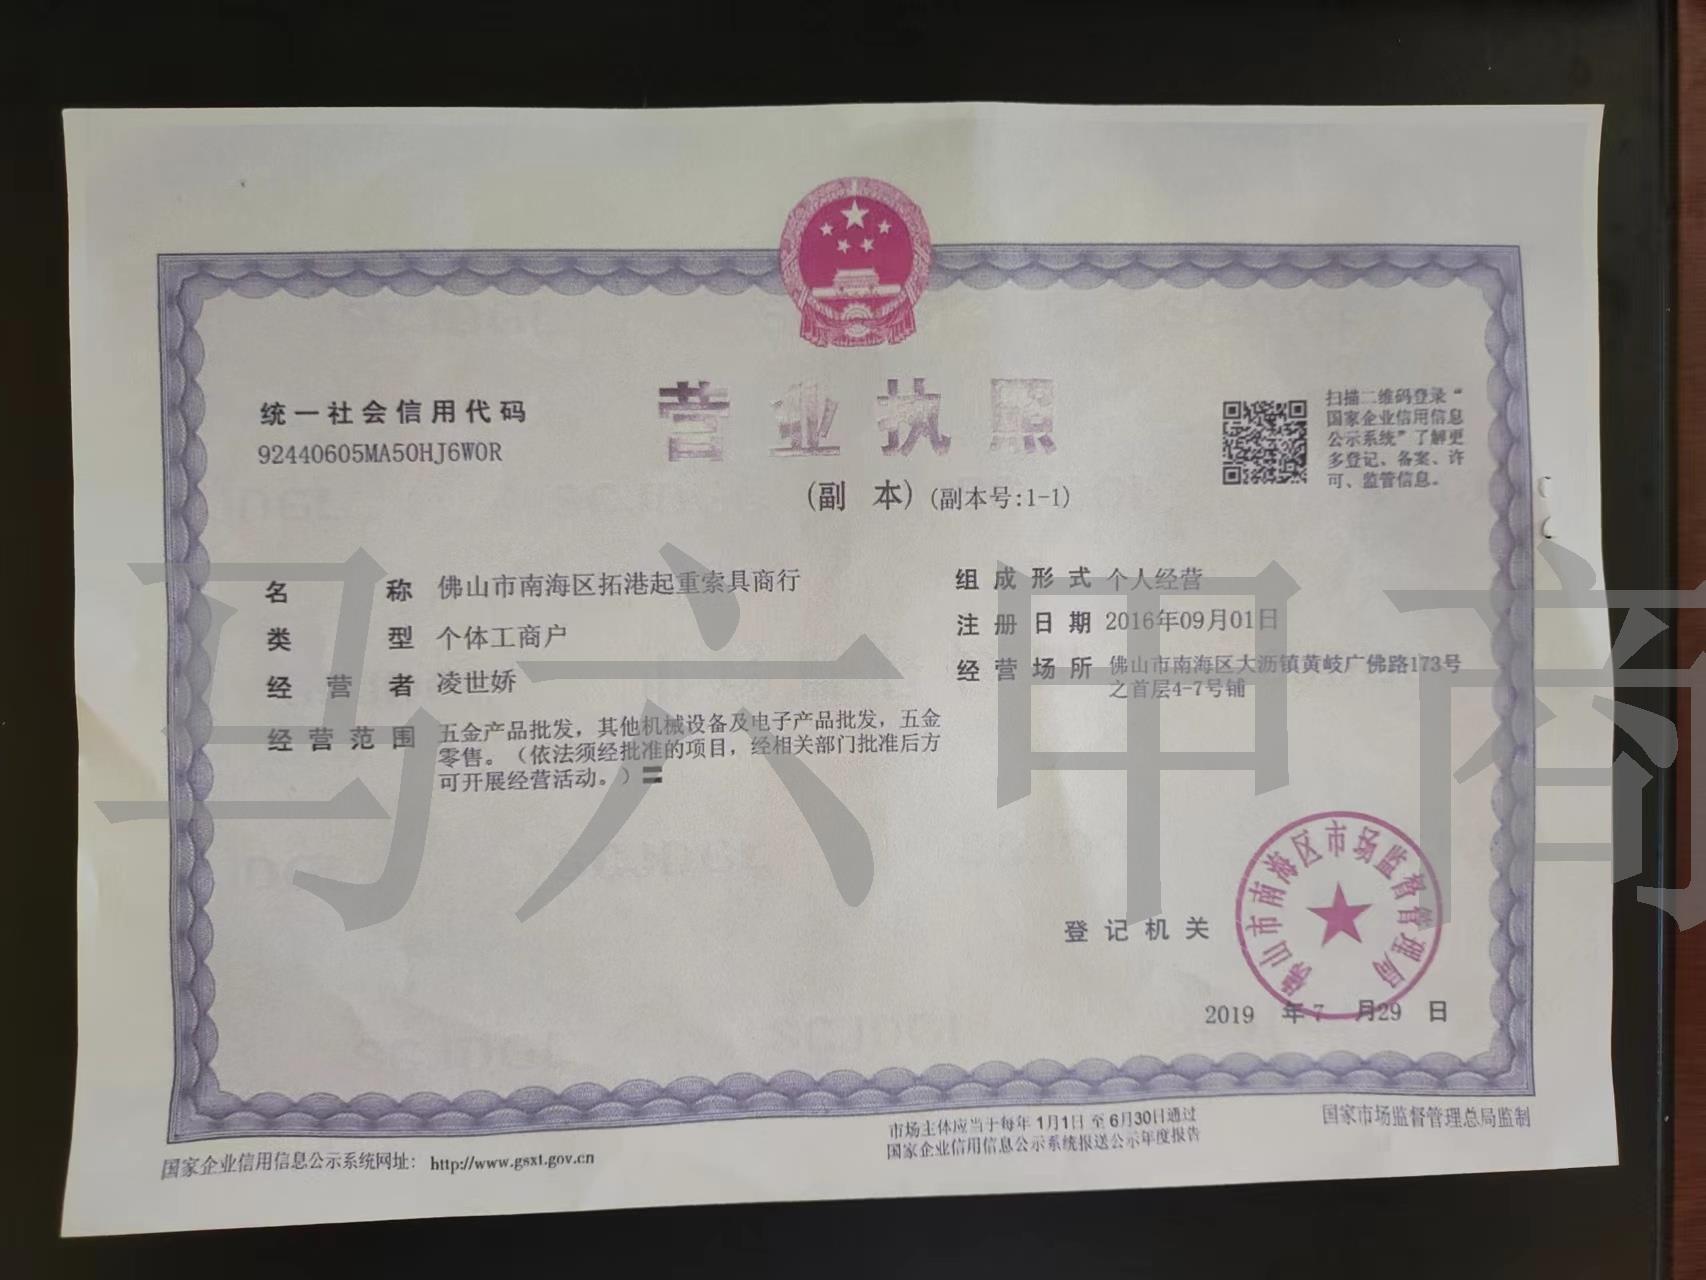 营业执照
(副 本) (副本号:1-1)
统一社会信用代码
92440605MA50HJ6W0R
扫描二维码登录“
国家企业信用信息
公示系统”了解更
多登记、备案、许
可、监管信息。
名 称 佛山市南海区拓港起重索具商行
类 型 个体工商户
经 营 者 凌世娇
经 营 范 围 五金产品批发，其他机械设备及电子产品批发，五金
零售。（依法须经批准的项目，经相关部门批准后方
可开展经营活动。）〓
组 成 形 式 个人经营
注 册 日 期 2016年09月01日
经 营 场 所 佛山市南海区大沥镇黄岐广佛路173号
之首层4-7号铺
马六甲商
登 记 机 关
佛山市南海区市场监督管理局
2019 年 7 月29 日
国家企业信用信息公示系统网址: http://www.gsxt.gov.cn
市场主体应当于每年 1月1日 至 6月30日通过
国家企业信用信息公示系统报送公示年度报告
国家市场监督管理总局监制